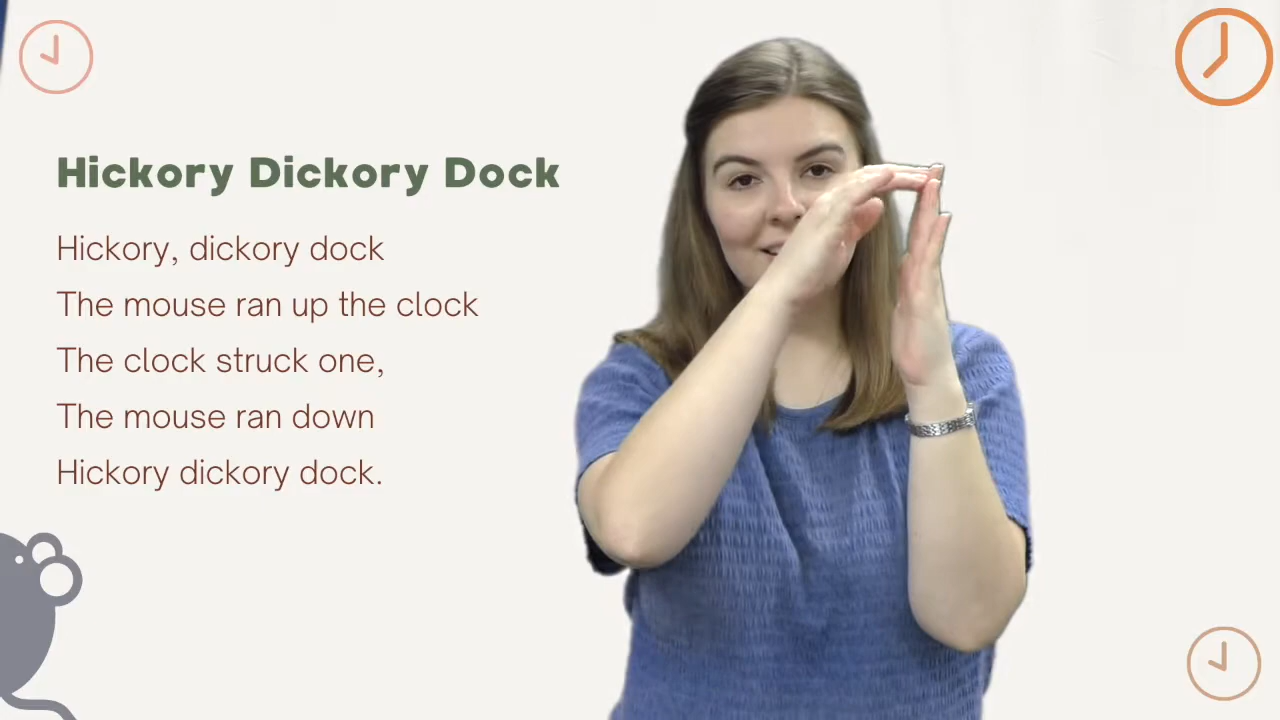 Hickory Dickory Dock
Hickory, dickory dock
The mouse ran up the clock
The clock struck one,
The mouse ran down
Hickory dickory dock.